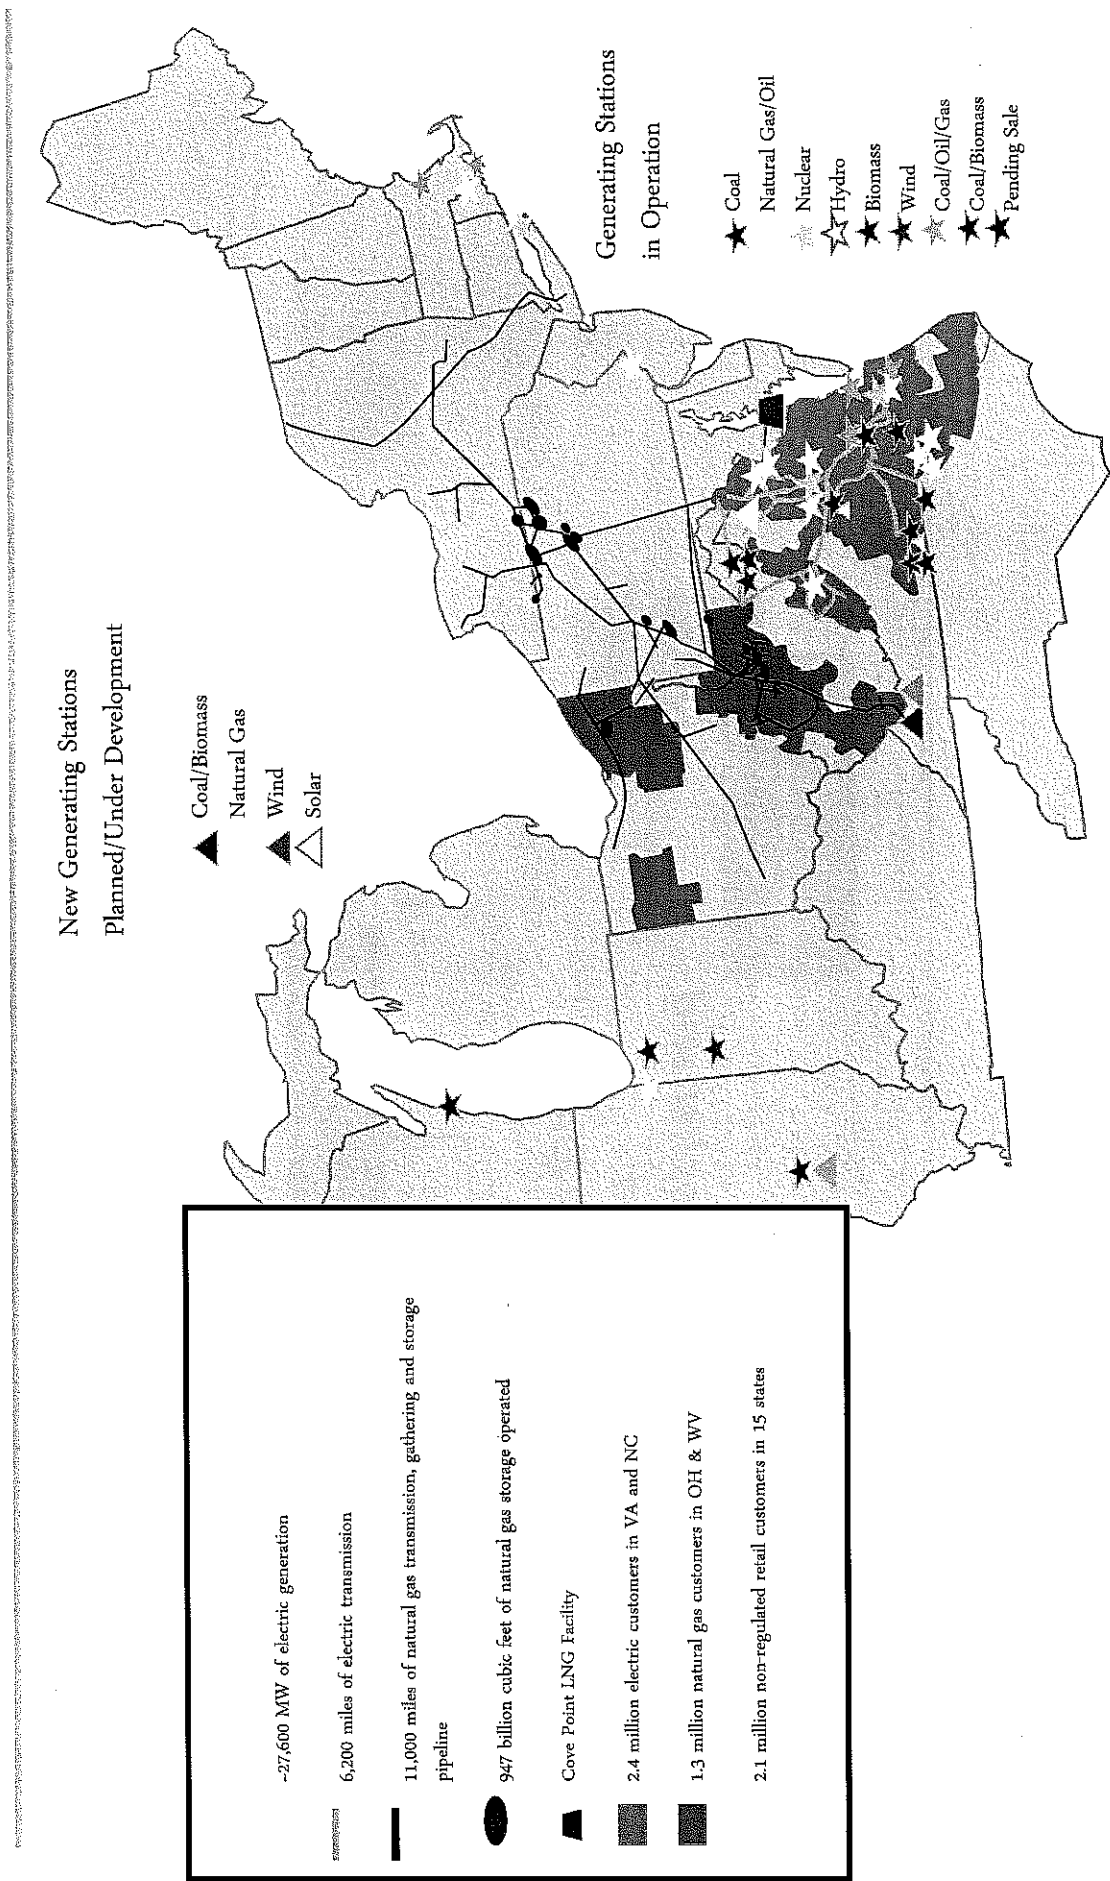 New Generating Stations
Planned/Under Development
Coal/Biomass
Natural Gas
Wind
Solar
Generating Stations
in Operation
Coal
Natural Gas/Oil
Nuclear
Hydro
Biomass
Wind
Coal/Oil/Gas
Coal/Biomass
Pending Sale
~27,600 MW of electric generation
6,200 miles of electric transmission
11,000 miles of natural gas transmission, gathering and storage
pipeline
947 billion cubic feet of natural gas storage operated
Cove Point LNG Facility
2.4 million electric customers in VA and NC
1.3 million natural gas customers in OH & WV
2.1 million non-regulated retail customers in 15 states